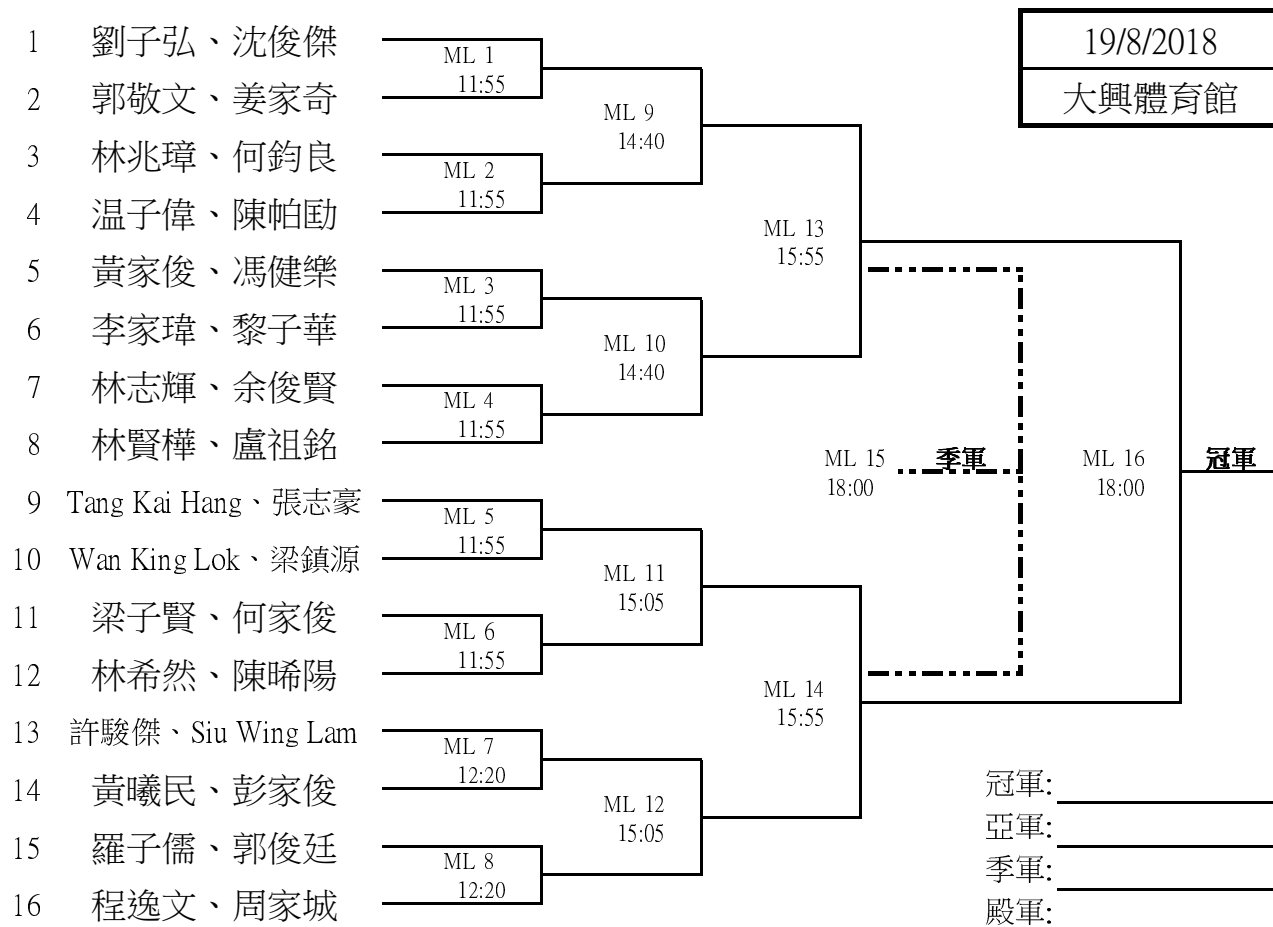 19/8/2018
大興體育館
1 劉子弘、沈俊傑
2 郭敬文、姜家奇
3 林兆璋、何鈞良
4 温子偉、陳帕劻
5 黃家俊、馮健樂
6 李家瑋、黎子華
7 林志輝、余俊賢
8 林賢樺、盧祖銘
9 Tang Kai Hang、張志豪
10 Wan King Lok、梁鎮源
11 梁子賢、何家俊
12 林希然、陳晞陽
13 許駿傑、Siu Wing Lam
14 黃曦民、彭家俊
15 羅子儒、郭俊廷
16 程逸文、周家城
ML 1
11:55
ML 2
11:55
ML 3
11:55
ML 4
11:55
ML 5
11:55
ML 6
11:55
ML 7
12:20
ML 8
12:20
ML 9
14:40
ML 10
14:40
ML 11
15:05
ML 12
15:05
ML 13
15:55
ML 14
15:55
ML 15 季軍
18:00
ML 16 冠軍
18:00
冠軍:
亞軍:
季軍:
殿軍: